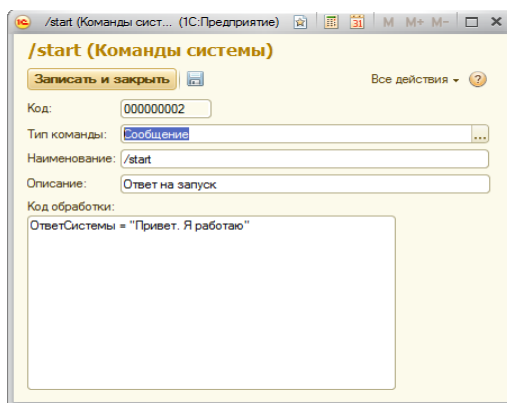 /start (Команды сист... (1С:Предприятие) 31 M M+ M-
/start (Команды системы)
Записать и закрыть Все действия ?
Код: 000000002
Тип команды: Сообщение ...
Наименование: /start
Описание: Ответ на запуск
Код обработки:
ОтветСистемы = "Привет. Я работаю"